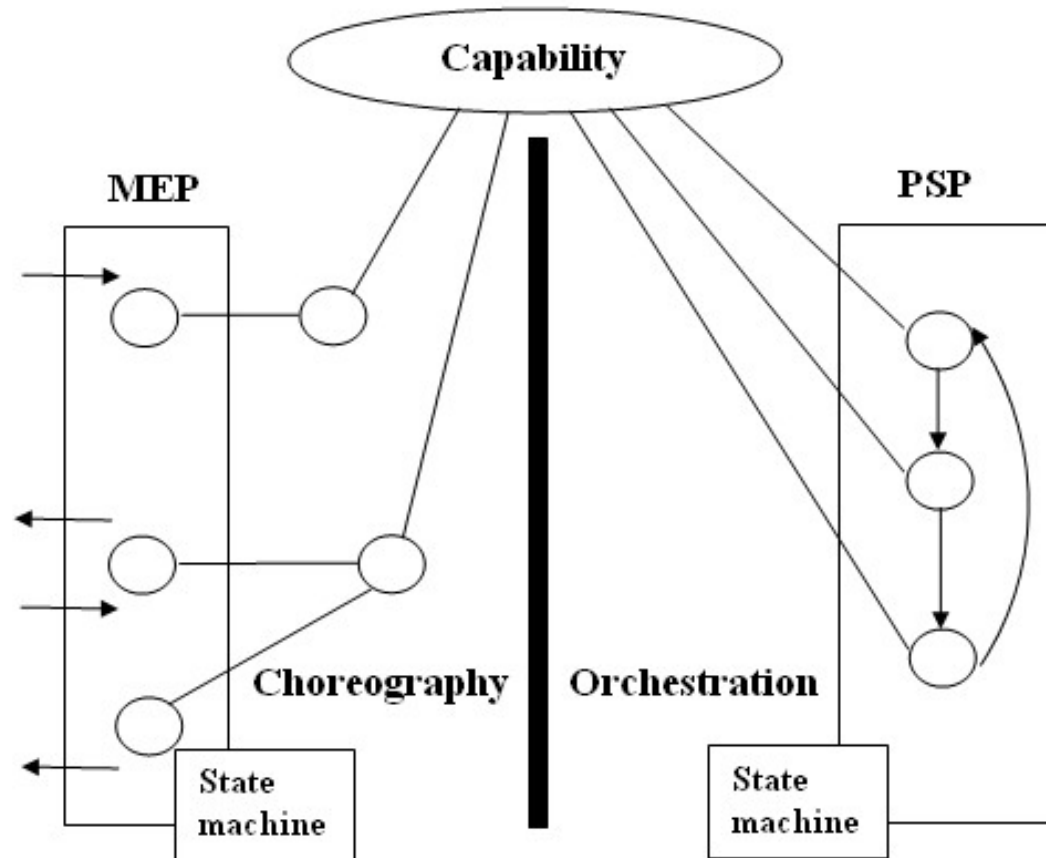 Capability
MEP
PSP
Choreography
Orchestration
State
machine
State
machine